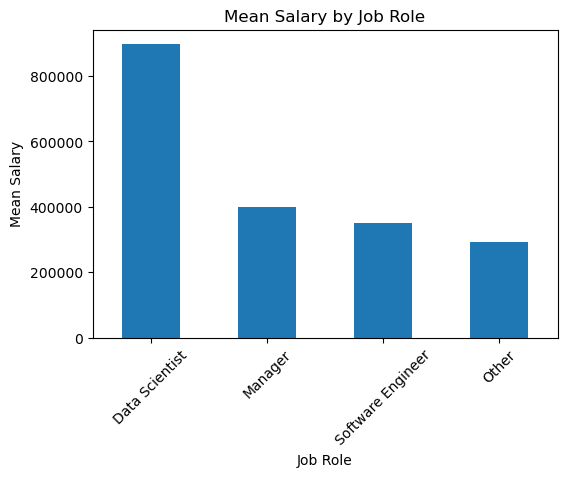 Mean Salary by Job Role
Mean Salary
800000
600000
400000
200000
0
Data Scientist
Manager
Software Engineer
Other
Job Role